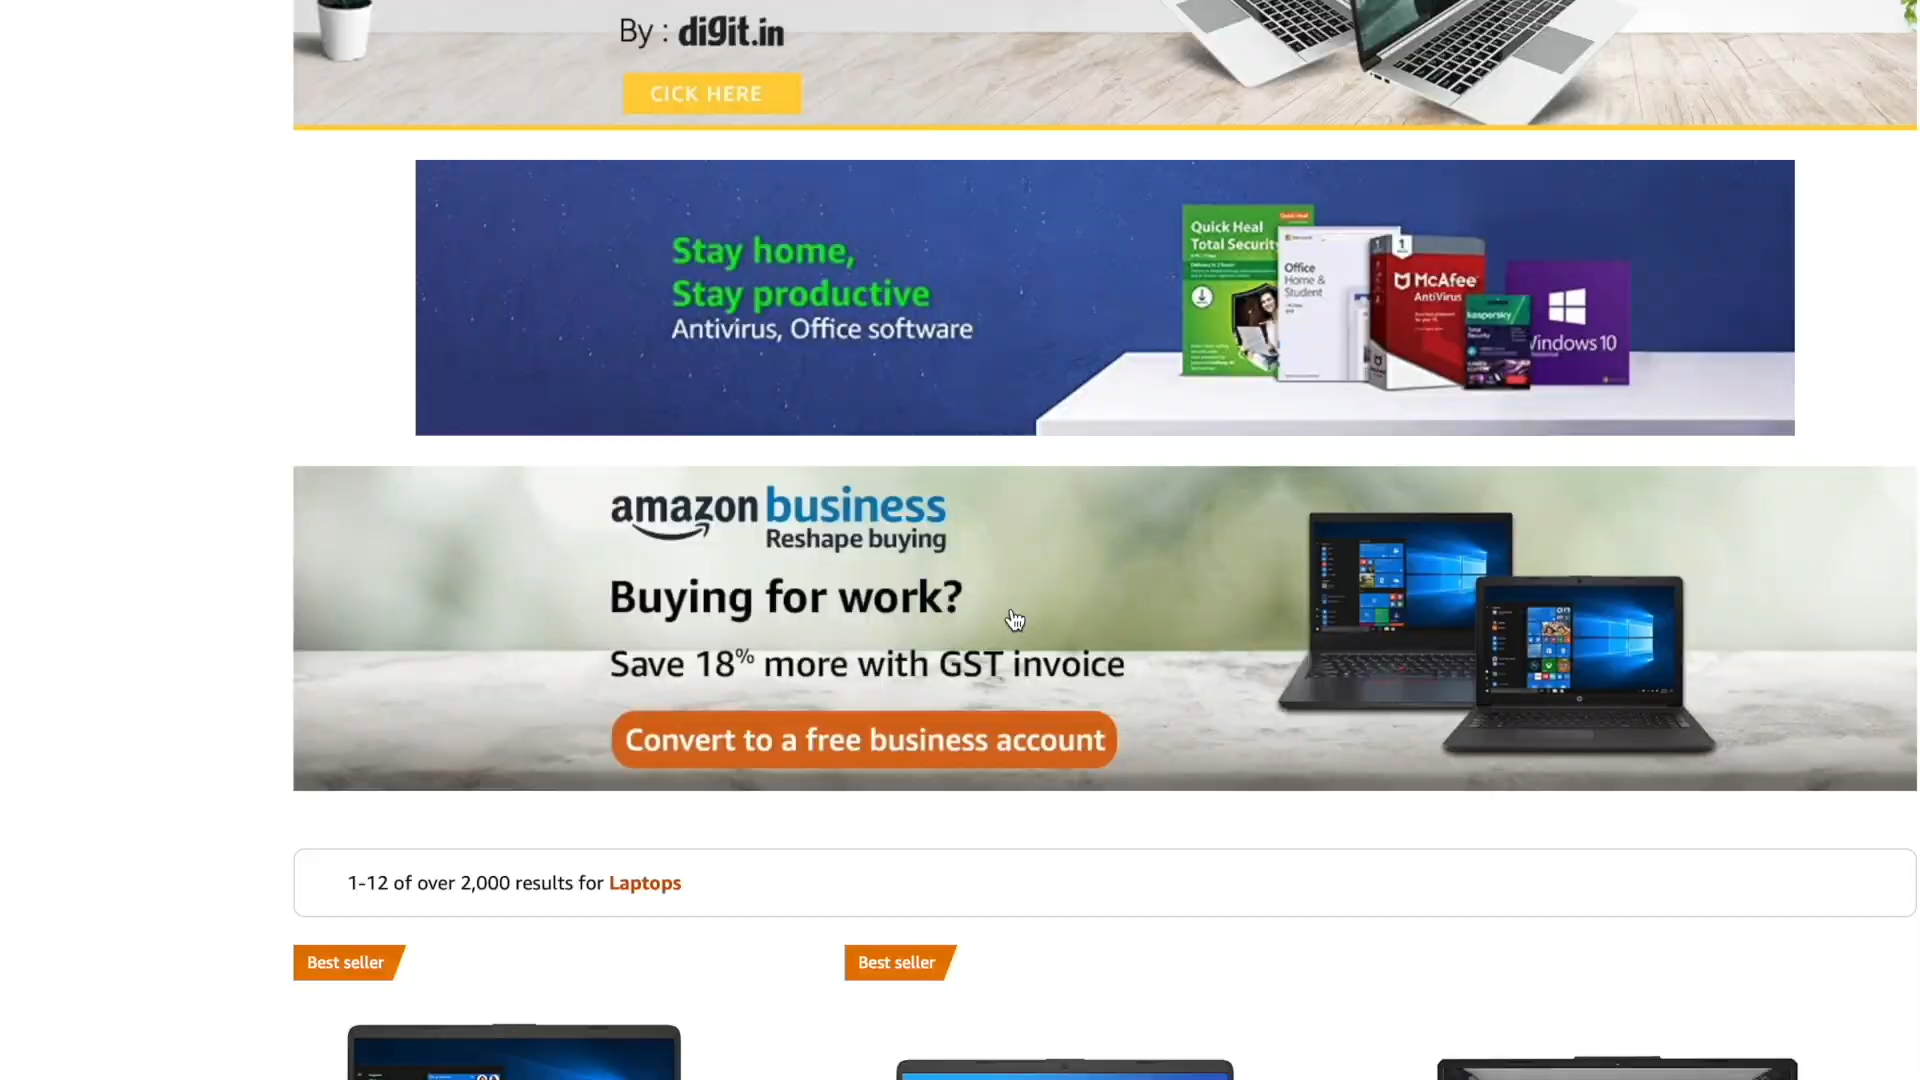 By : digit.in
CICK HERE
Stay home,
Stay productive
Antivirus, Office software
Quick Heal
Total Security
Office
Home &
Student
McAfee
AntiVirus
kaspersky
Total
Security
Windows 10
amazon business
Reshape buying
Buying for work?
Save 18% more with GST invoice
Convert to a free business account
1-12 of over 2,000 results for Laptops
Best seller
Best seller